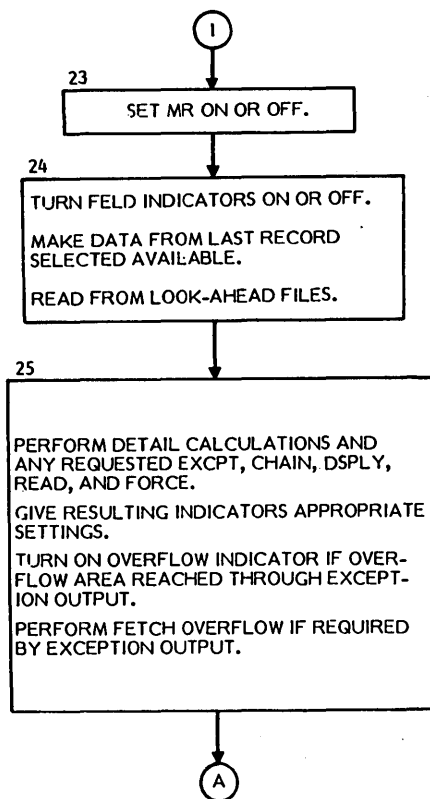 I
23
SET MR ON OR OFF.
24
TURN FELD INDICATORS ON OR OFF.
MAKE DATA FROM LAST RECORD
SELECTED AVAILABLE.
READ FROM LOOK-AHEAD FILES.
25
PERFORM DETAIL CALCULATIONS AND
ANY REQUESTED EXCPT, CHAIN, DSPLY,
READ, AND FORCE.
GIVE RESULTING INDICATORS APPROPRIATE
SETTINGS.
TURN ON OVERFLOW INDICATOR IF OVER-
FLOW AREA REACHED THROUGH EXCEPT-
ION OUTPUT.
PERFORM FETCH OVERFLOW IF REQUIRED
BY EXCEPTION OUTPUT.
A